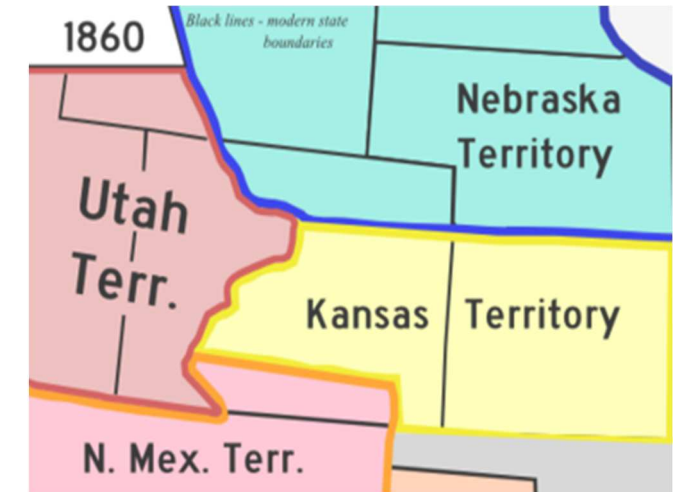 1860
Black lines - modern state
boundaries
Nebraska
Territory
Utah
Terr.
Kansas Territory
N. Mex. Terr.